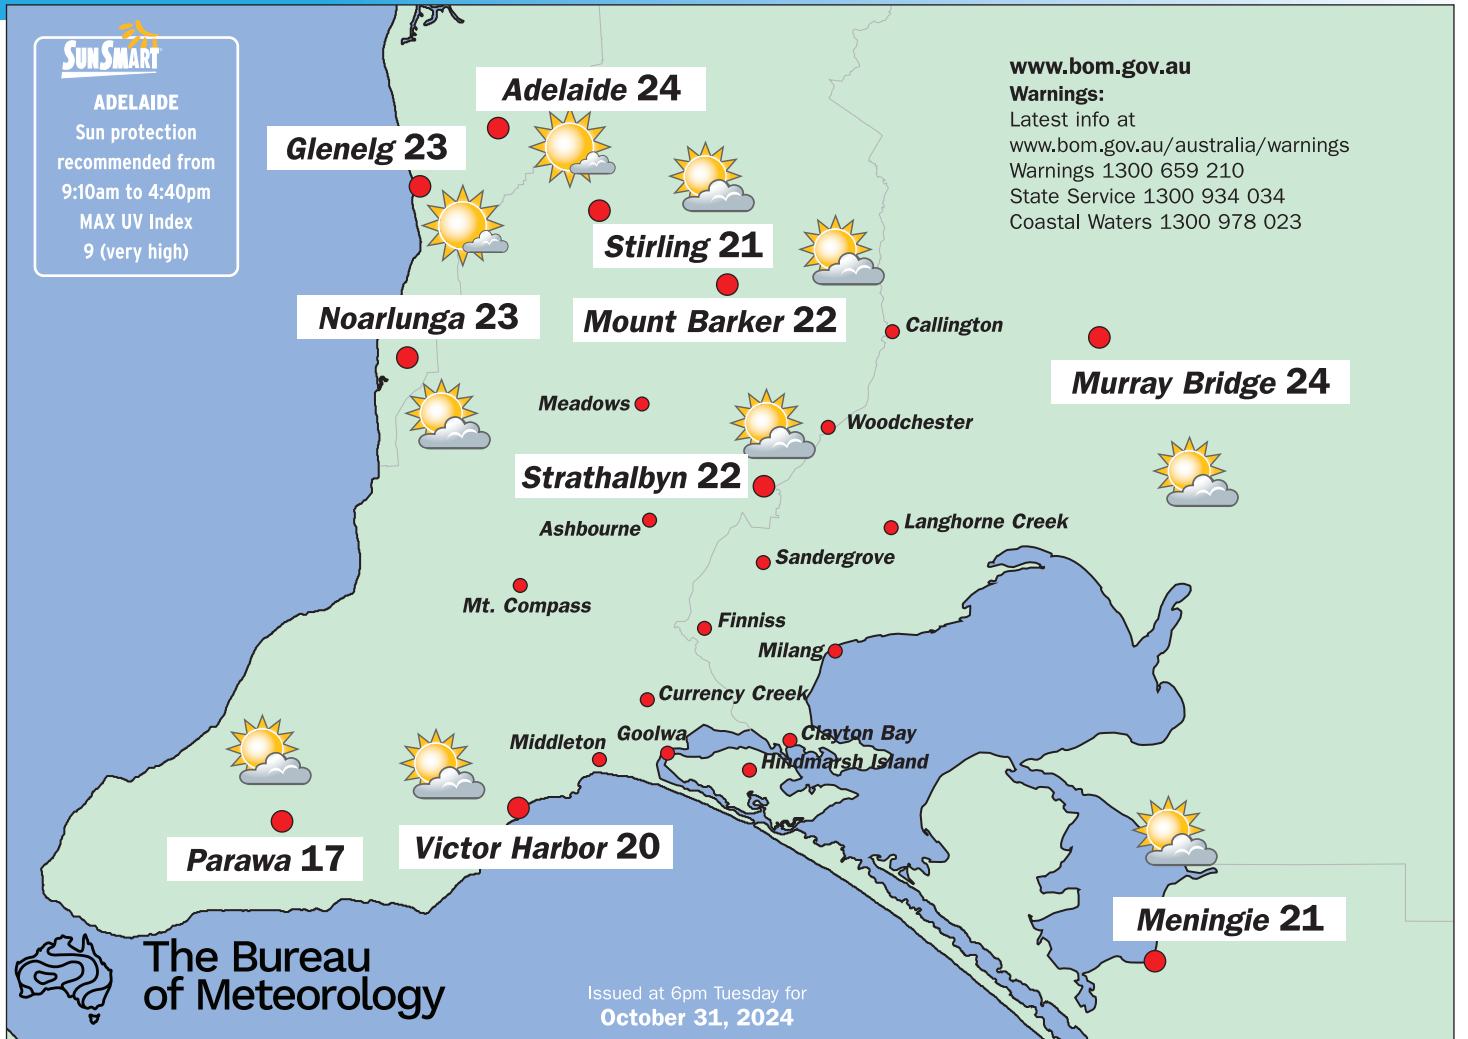 SunSmart
ADELAIDE
Sun protection
recommended from
9:10am to 4:40pm
MAX UV Index
9 (very high)
www.bom.gov.au
Warnings:
Latest info at
www.bom.gov.au/australia/warnings
Warnings 1300 659 210
State Service 1300 934 034
Coastal Waters 1300 978 023
Adelaide 24
Glenelg 23
Stirling 21
Noarlunga 23
Mount Barker 22
Callington
Murray Bridge 24
Meadows
Woodchester
Strathalbyn 22
Ashbourne
Langhorne Creek
Sandergrove
Mt. Compass
Finniss
Milang
Currency Creek
Middleton
Goolwa
Clayton Bay
Hindmarsh Island
Parawa 17
Victor Harbor 20
Meningie 21
The Bureau
of Meteorology
Issued at 6pm Tuesday for
October 31, 2024